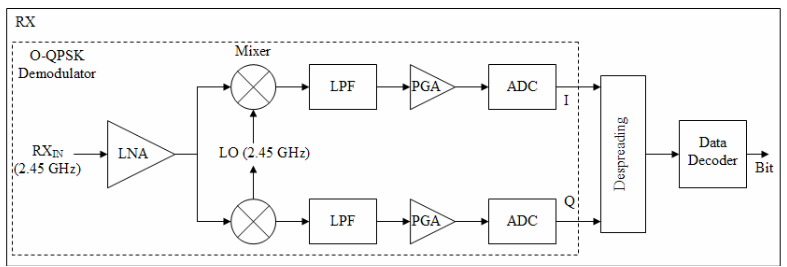 RX
O-QPSK
Demodulator
Mixer
LPF
PGA
ADC
I
RXIN
(2.45 GHz)
LNA
LO (2.45 GHz)
Despreading
Data
Decoder
Bit
LPF
PGA
ADC
Q